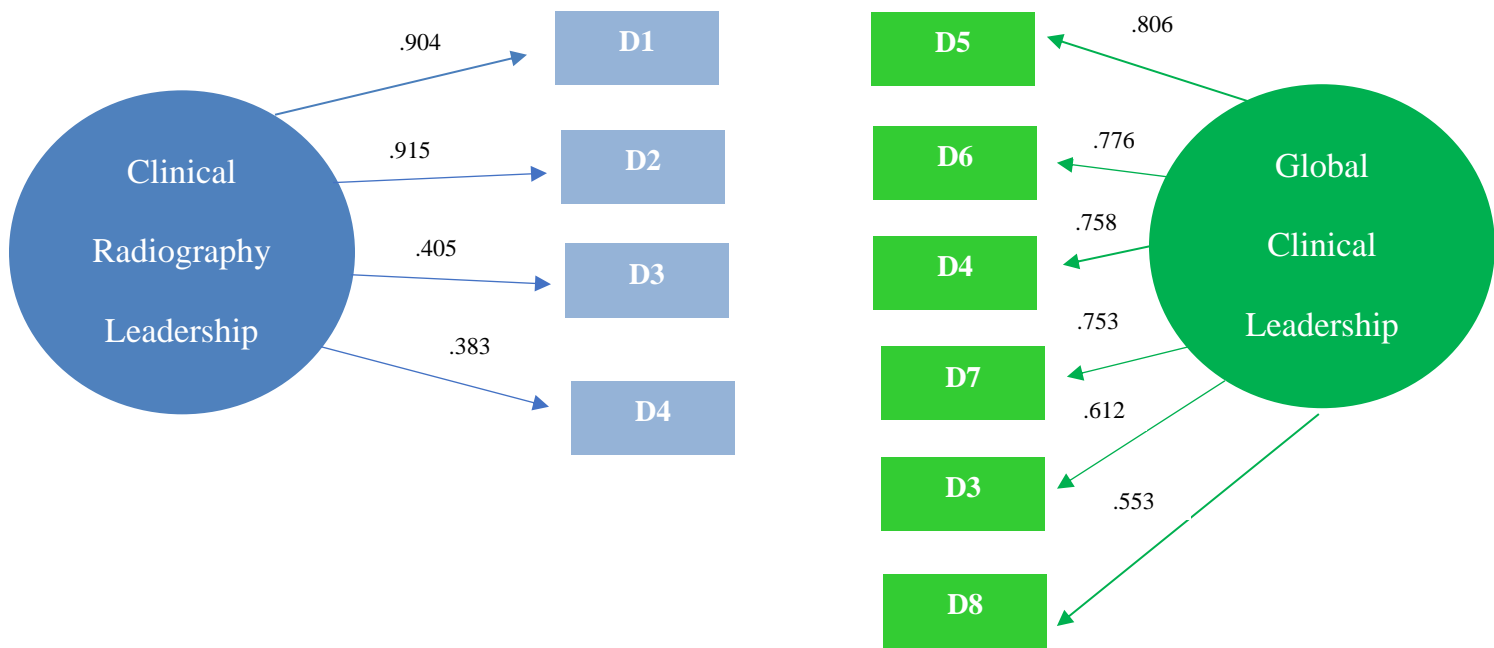 Clinical
Radiography
Leadership
.904
D1
.915
D2
.405
D3
.383
D4
D5
.806
D6
.776
D4
.758
D7
.753
D3
.612
D8
.553
Global
Clinical
Leadership